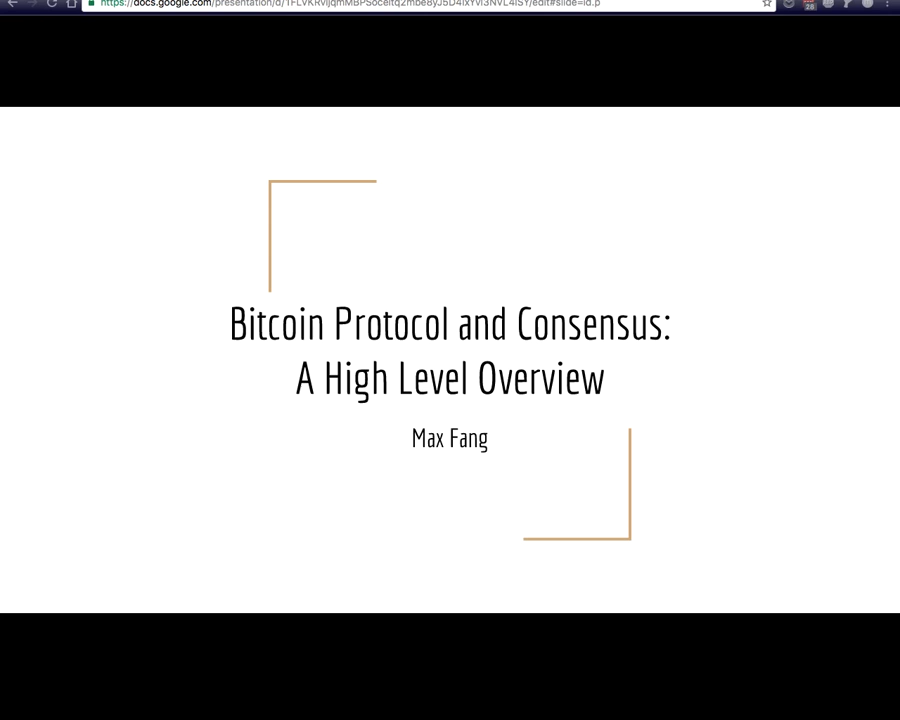 Bitcoin Protocol and Consensus:
A High Level Overview
Max Fang